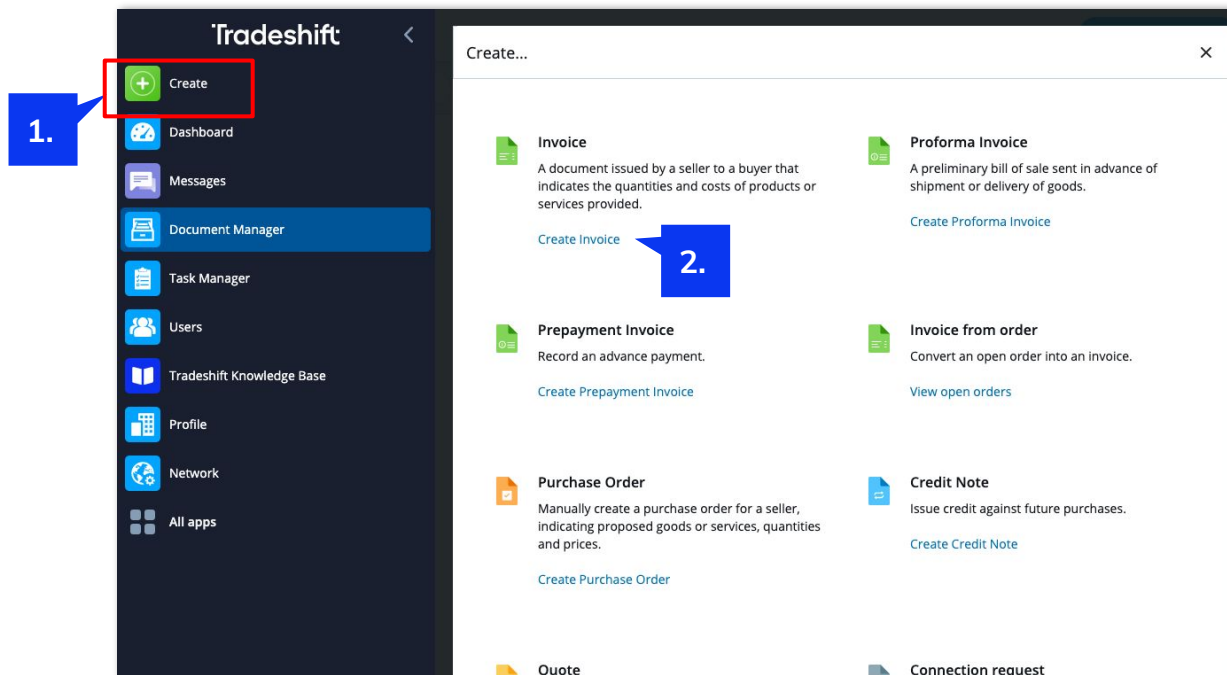 Tradeshift
Create
1.
Dashboard
Messages
Document Manager
Task Manager
Users
Tradeshift Knowledge Base
Profile
Network
All apps
Create...
Invoice
A document issued by a seller to a buyer that
indicates the quantities and costs of products or
services provided.
Create Invoice
2.
Proforma Invoice
A preliminary bill of sale sent in advance of
shipment or delivery of goods.
Create Proforma Invoice
Prepayment Invoice
Record an advance payment.
Create Prepayment Invoice
Invoice from order
Convert an open order into an invoice.
View open orders
Purchase Order
Manually create a purchase order for a seller,
indicating proposed goods or services, quantities
and prices.
Create Purchase Order
Credit Note
Issue credit against future purchases.
Create Credit Note
Quote
Connection request